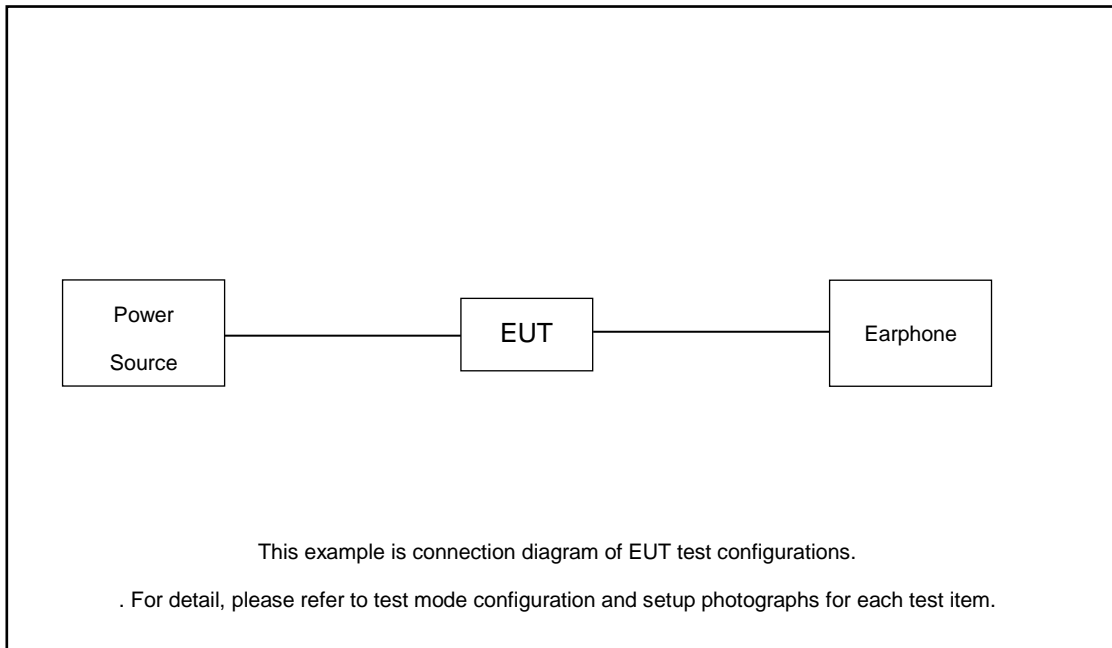 Power
Source
EUT
Earphone
This example is connection diagram of EUT test configurations.
. For detail, please refer to test mode configuration and setup photographs for each test item.